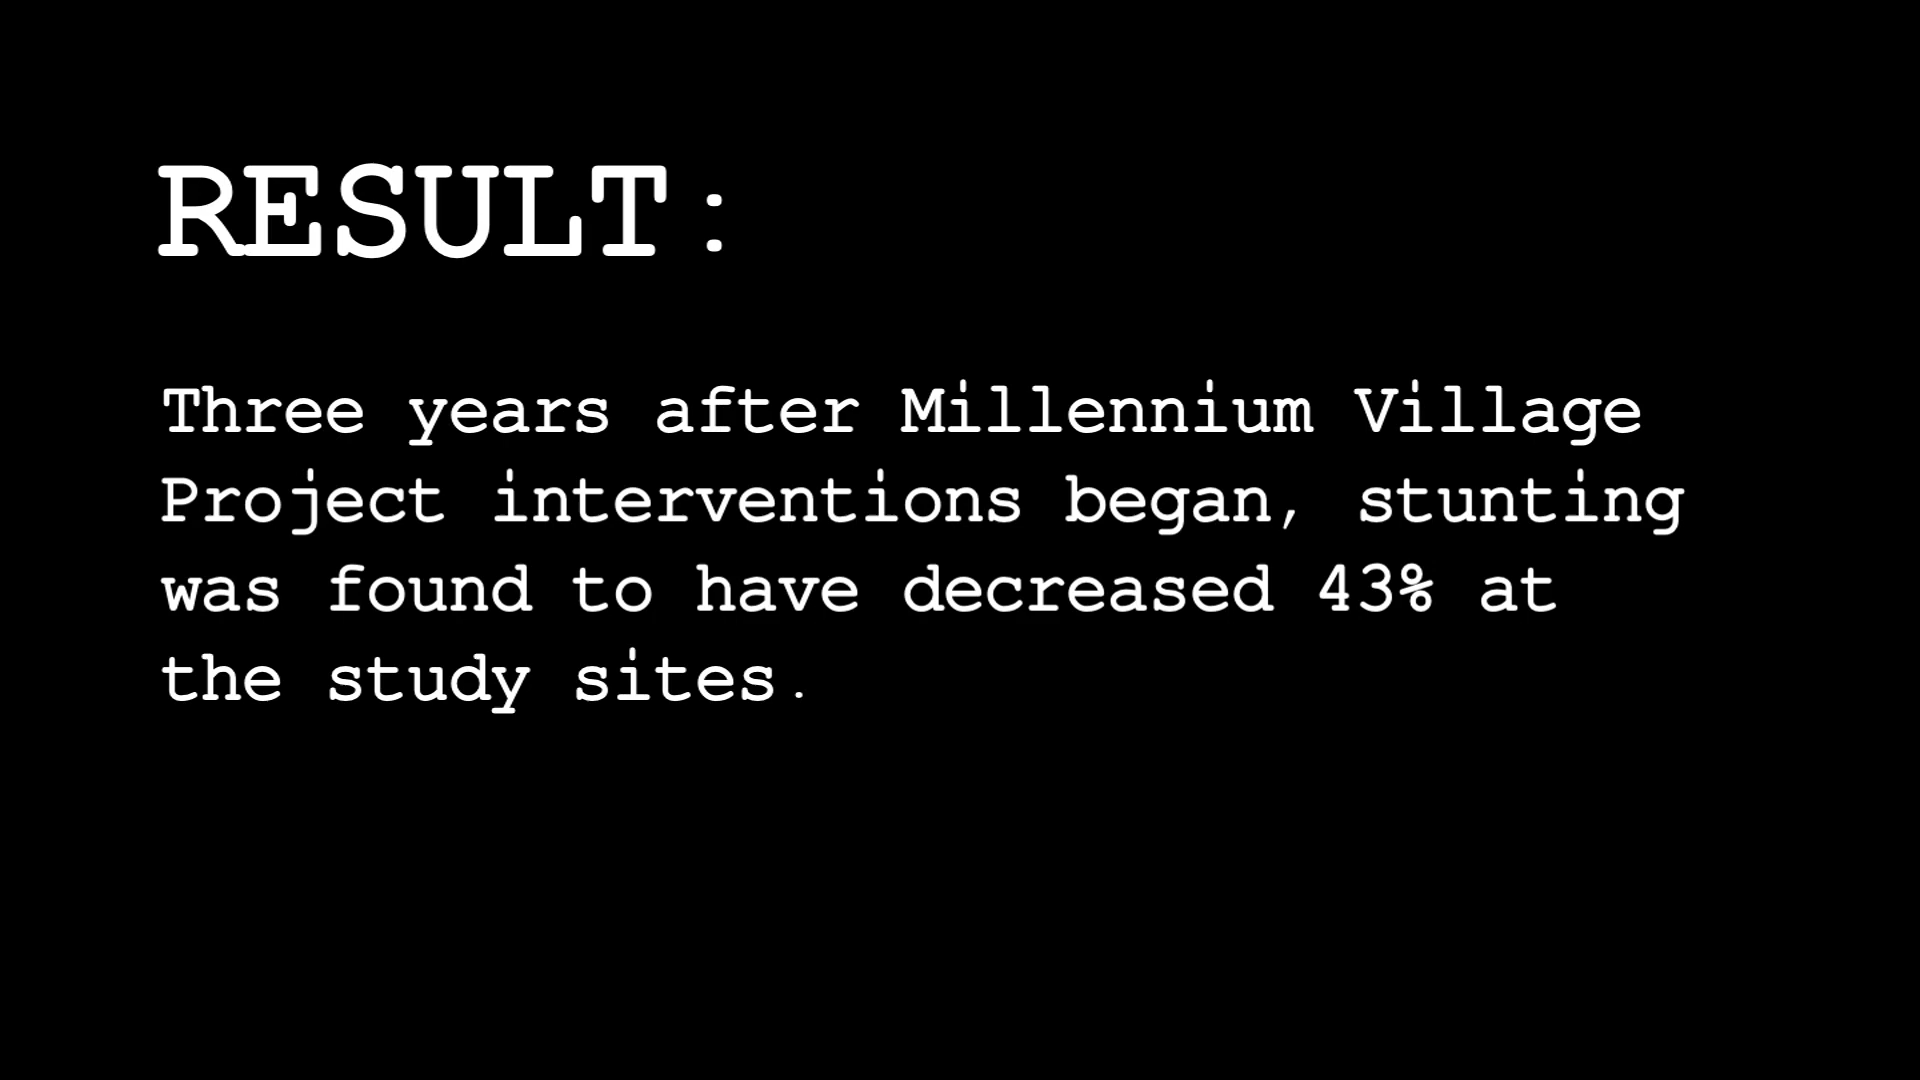 RESULT:
Three years after Millennium Village
Project interventions began, stunting
was found to have decreased 43% at
the study sites.